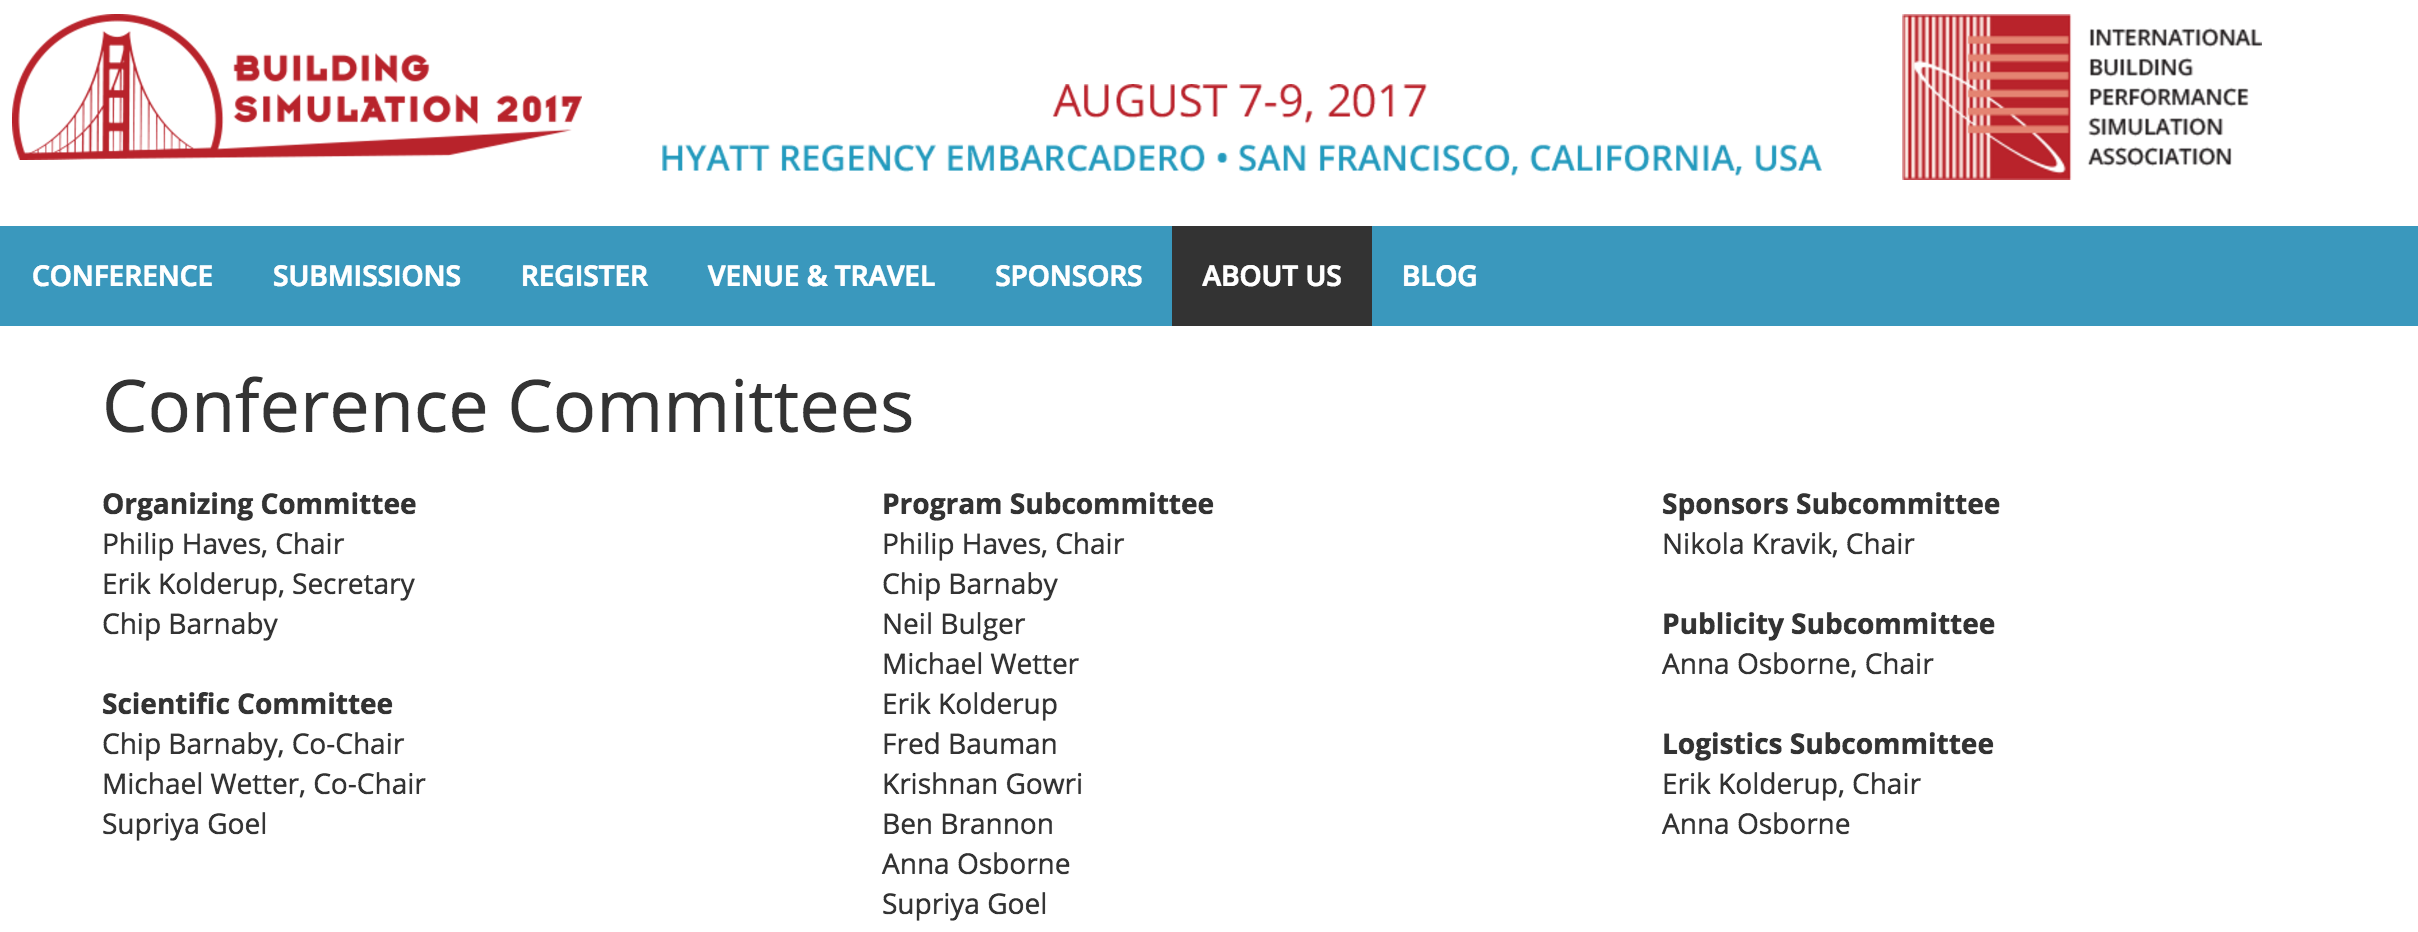 BUILDING
SIMULATION 2017
AUGUST 7-9, 2017
HYATT REGENCY EMBARCADERO • SAN FRANCISCO, CALIFORNIA, USA
INTERNATIONAL
BUILDING
PERFORMANCE
SIMULATION
ASSOCIATION
CONFERENCE SUBMISSIONS REGISTER VENUE & TRAVEL SPONSORS ABOUT US BLOG
Conference Committees
Organizing Committee
Philip Haves, Chair
Erik Kolderup, Secretary
Chip Barnaby
Scientific Committee
Chip Barnaby, Co-Chair
Michael Wetter, Co-Chair
Supriya Goel
Program Subcommittee
Philip Haves, Chair
Chip Barnaby
Neil Bulger
Michael Wetter
Erik Kolderup
Fred Bauman
Krishnan Gowri
Ben Brannon
Anna Osborne
Supriya Goel
Sponsors Subcommittee
Nikola Kravik, Chair
Publicity Subcommittee
Anna Osborne, Chair
Logistics Subcommittee
Erik Kolderup, Chair
Anna Osborne